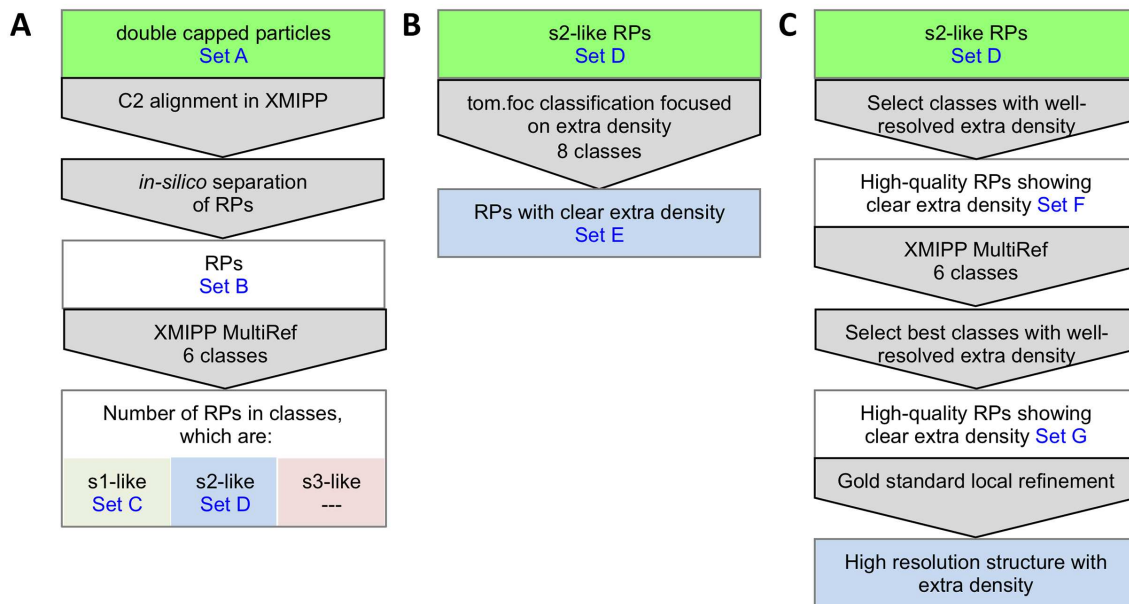 A
double capped particles
Set A
C2 alignment in XMIPP
in-silico separation
of RPs
RPs
Set B
XMIPP MultiRef
6 classes
Number of RPs in classes,
which are:
s1-like
Set C
s2-like
Set D
s3-like
---
B
s2-like RPs
Set D
tom.foc classification focused
on extra density
8 classes
RPs with clear extra density
Set E
C
s2-like RPs
Set D
Select classes with well-
resolved extra density
High-quality RPs showing
clear extra density Set F
XMIPP MultiRef
6 classes
Select best classes with well-
resolved extra density
High-quality RPs showing
clear extra density Set G
Gold standard local refinement
High resolution structure with
extra density